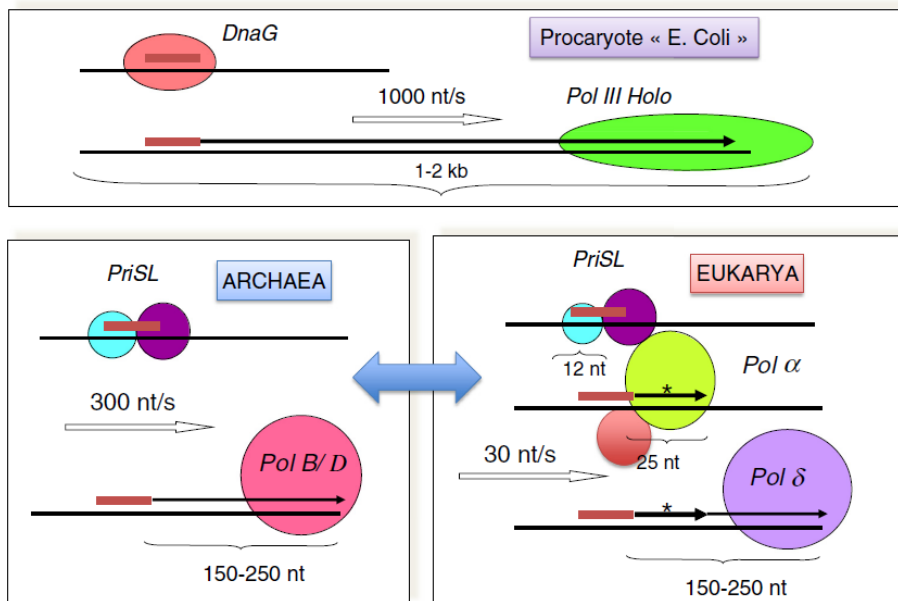 DnaG
Procaryote « E. Coli »
1000 nt/s
Pol III Holo
1-2 kb
PriSL
ARCHAEA
300 nt/s
Pol B/ D
150-250 nt
PriSL
EUKARYA
12 nt
Pol α
*
25 nt
30 nt/s
Pol δ
*
150-250 nt